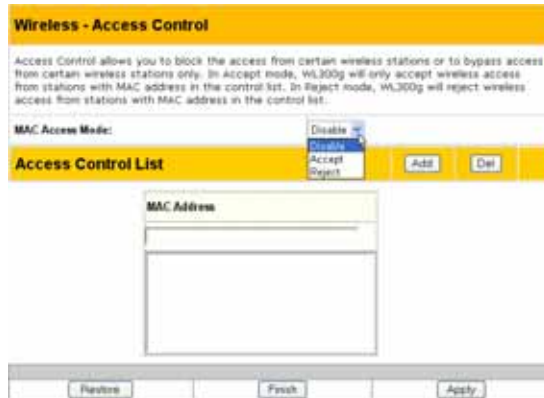 Wireless - Access Control
Access Control allows you to block the access from certain wireless stations or to bypass access
from certain wireless stations only. In Accept mode, WL300g will only accept wireless access
from stations with MAC address in the control list. In Reject mode, WL300g will reject wireless
access from stations with MAC address in the control list.
MAC Access Mode: Disable
Disable
Accept
Reject
Access Control List Add Del
MAC Address
Restore Finish Apply